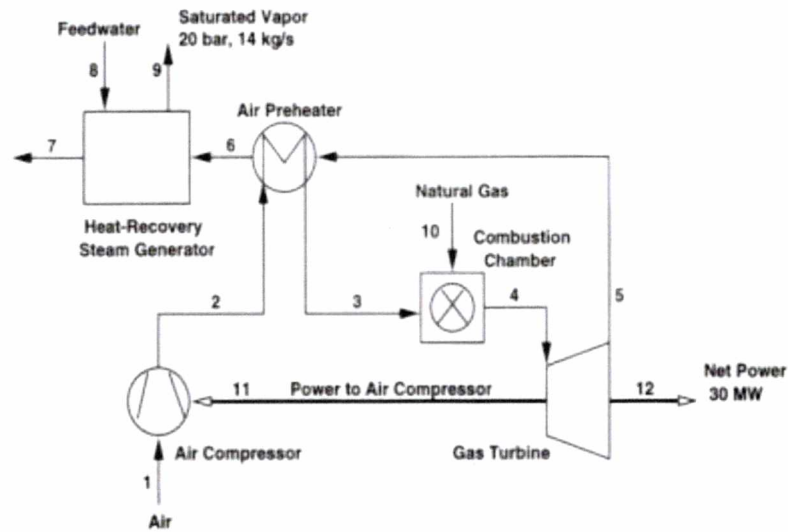 Saturated Vapor
20 bar, 14 kg/s
Feedwater
8
9
Air Preheater
7
6
Natural Gas
Heat-Recovery
Steam Generator
10
Combustion
Chamber
2
3
4
5
Net Power
30 MW
11
Power to Air Compressor
12
Air Compressor
Gas Turbine
1
Air